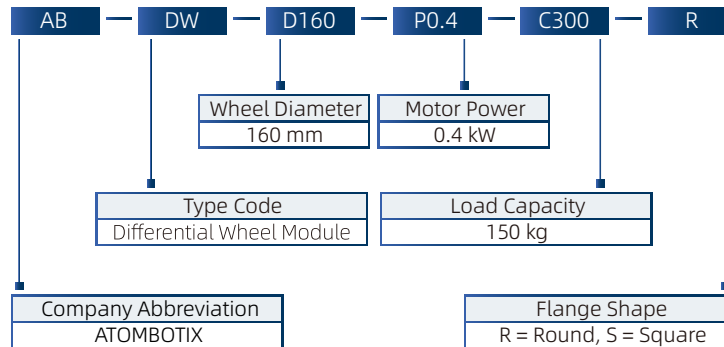 AB — DW — D160 — P0.4 — C300 — R
Wheel Diameter
160 mm
Motor Power
0.4 kW
Type Code
Differential Wheel Module
Load Capacity
150 kg
Company Abbreviation
ATOMBOTIX
Flange Shape
R = Round, S = Square